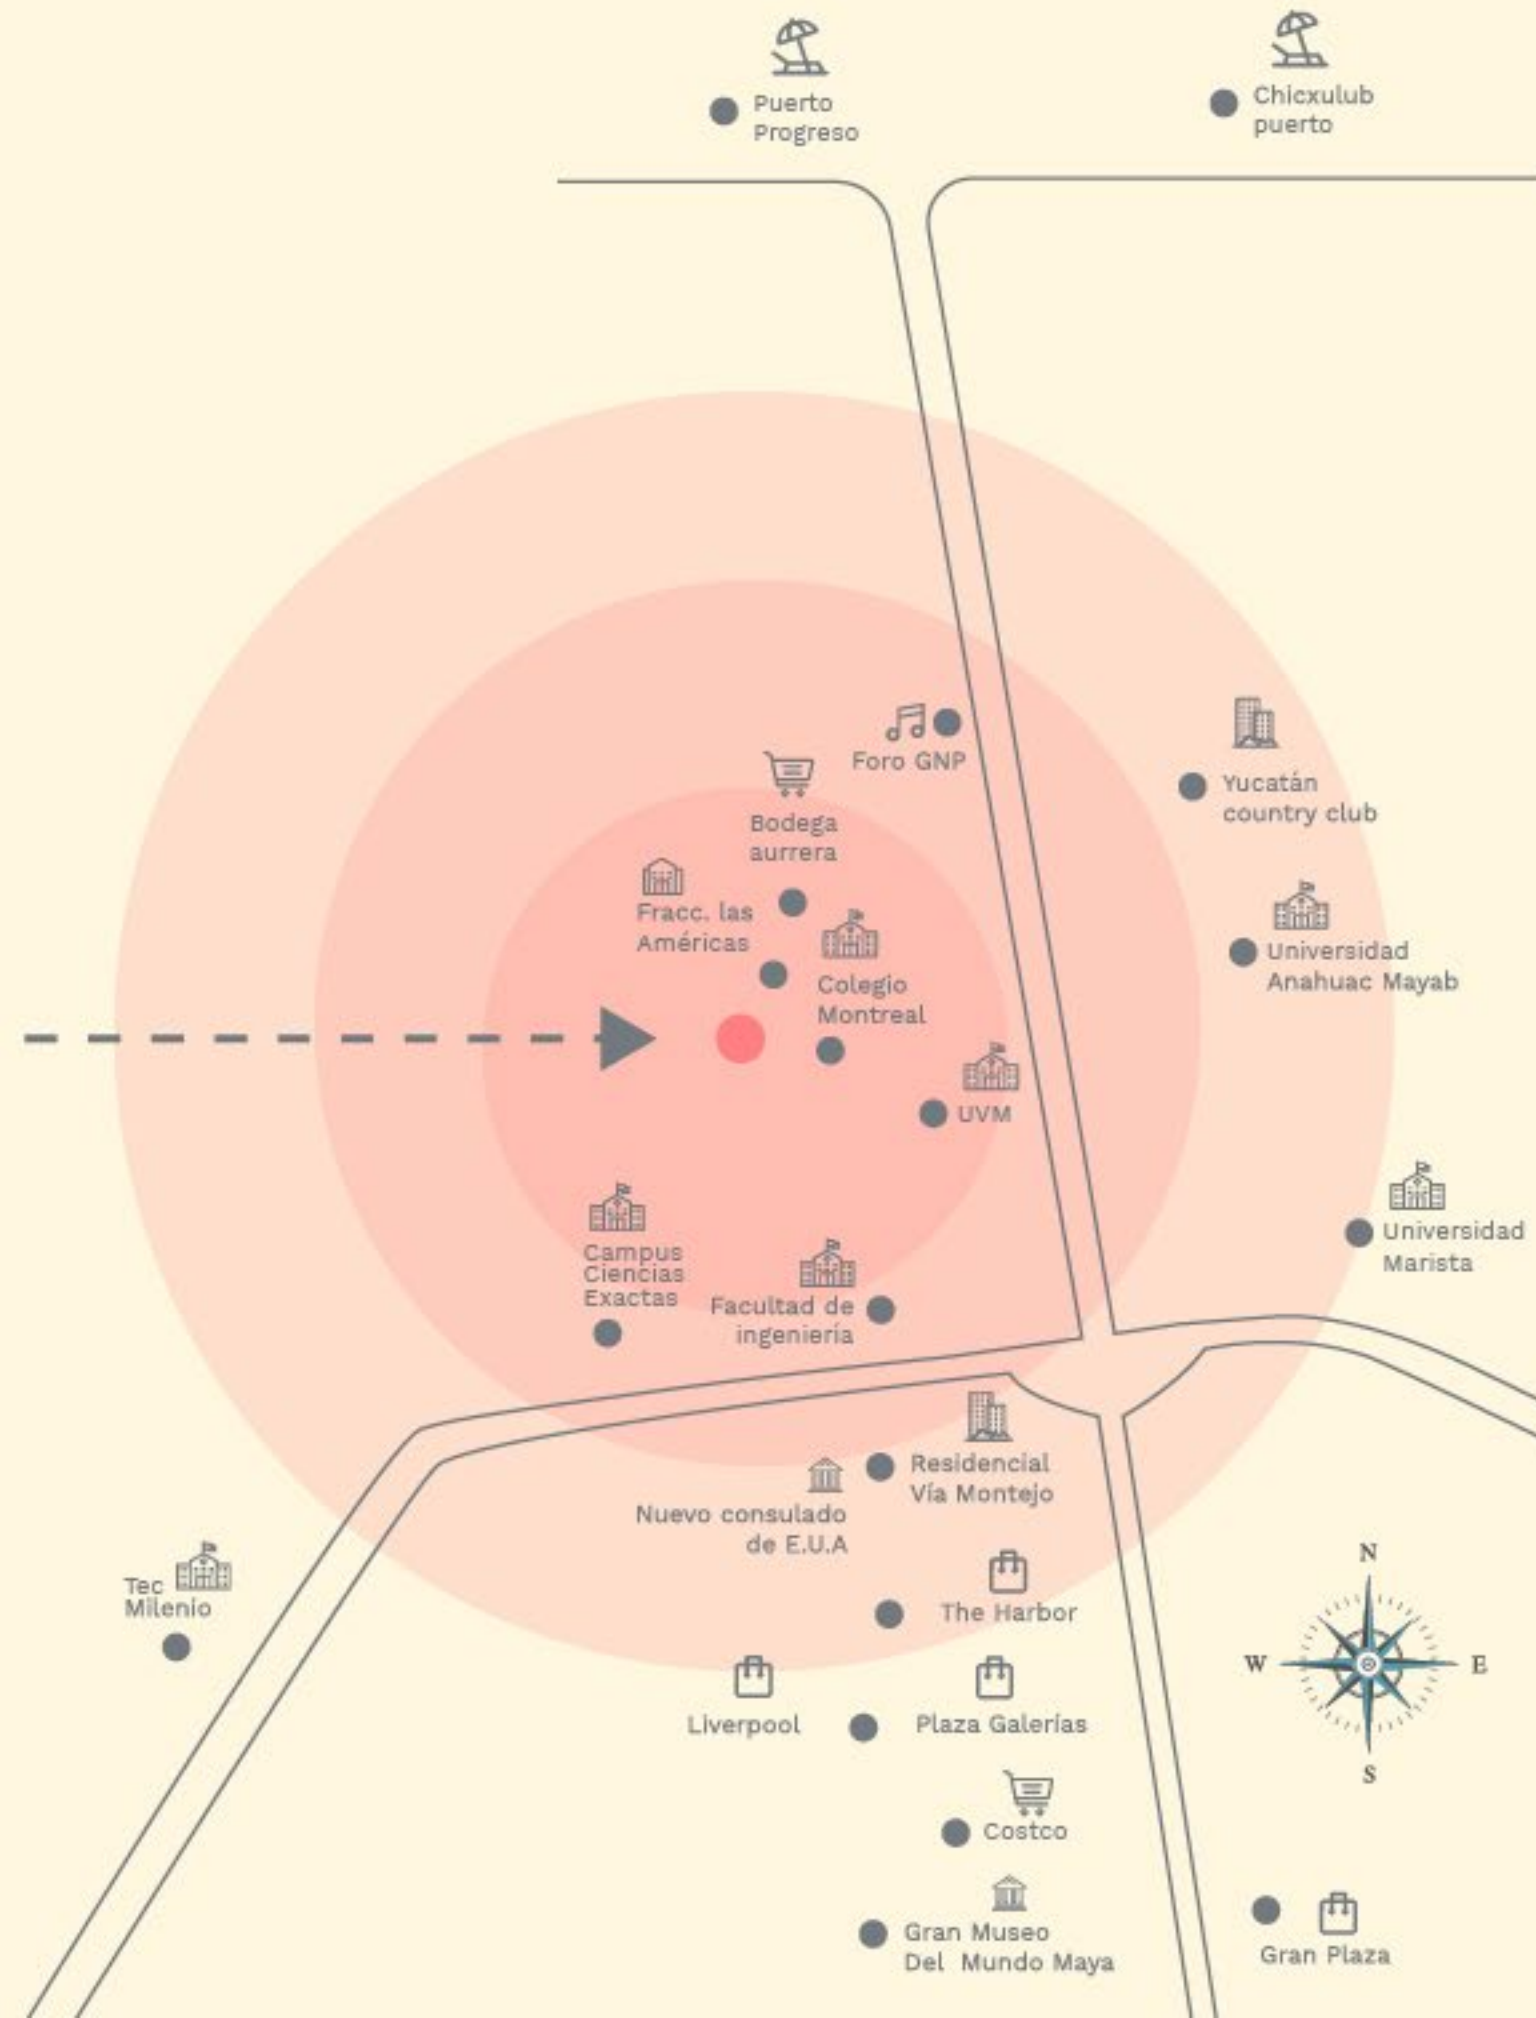 Puerto
Progreso
Chicxulub
puerto
Foro GNP
Yucatán
country club
Bodega
aurrera
Fracc. las
Américas
Universidad
Anahuac Mayab
Colegio
Montreal
UVM
Universidad
Marista
Campus
Ciencias
Exactas
Facultad de
ingeniería
Residencial
Vía Montejo
Nuevo consulado
de E.U.A
Tec
Milenio
The Harbor
N
W
E
S
Liverpool
Plaza Galerías
Costco
Gran Museo
Del Mundo Maya
Gran Plaza